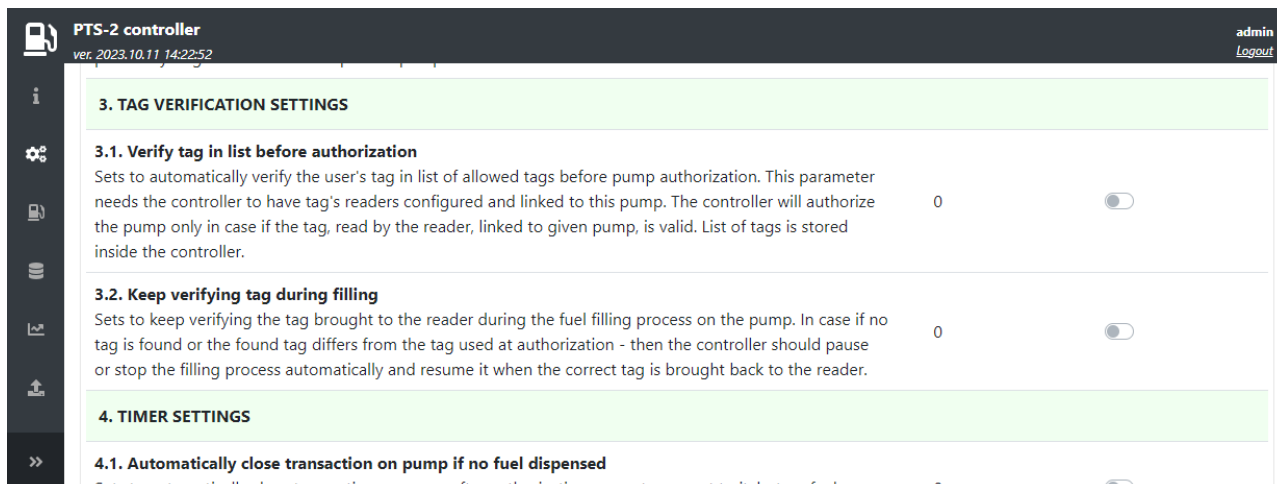 PTS-2 controller
ver. 2023.10.11 14:22:52
admin
Logout
3. TAG VERIFICATION SETTINGS
3.1. Verify tag in list before authorization
Sets to automatically verify the user's tag in list of allowed tags before pump authorization. This parameter
needs the controller to have tag's readers configured and linked to this pump. The controller will authorize
the pump only in case if the tag, read by the reader, linked to given pump, is valid. List of tags is stored
inside the controller.
0
3.2. Keep verifying tag during filling
Sets to keep verifying the tag brought to the reader during the fuel filling process on the pump. In case if no
tag is found or the found tag differs from the tag used at authorization - then the controller should pause
or stop the filling process automatically and resume it when the correct tag is brought back to the reader.
0
4. TIMER SETTINGS
4.1. Automatically close transaction on pump if no fuel dispensed